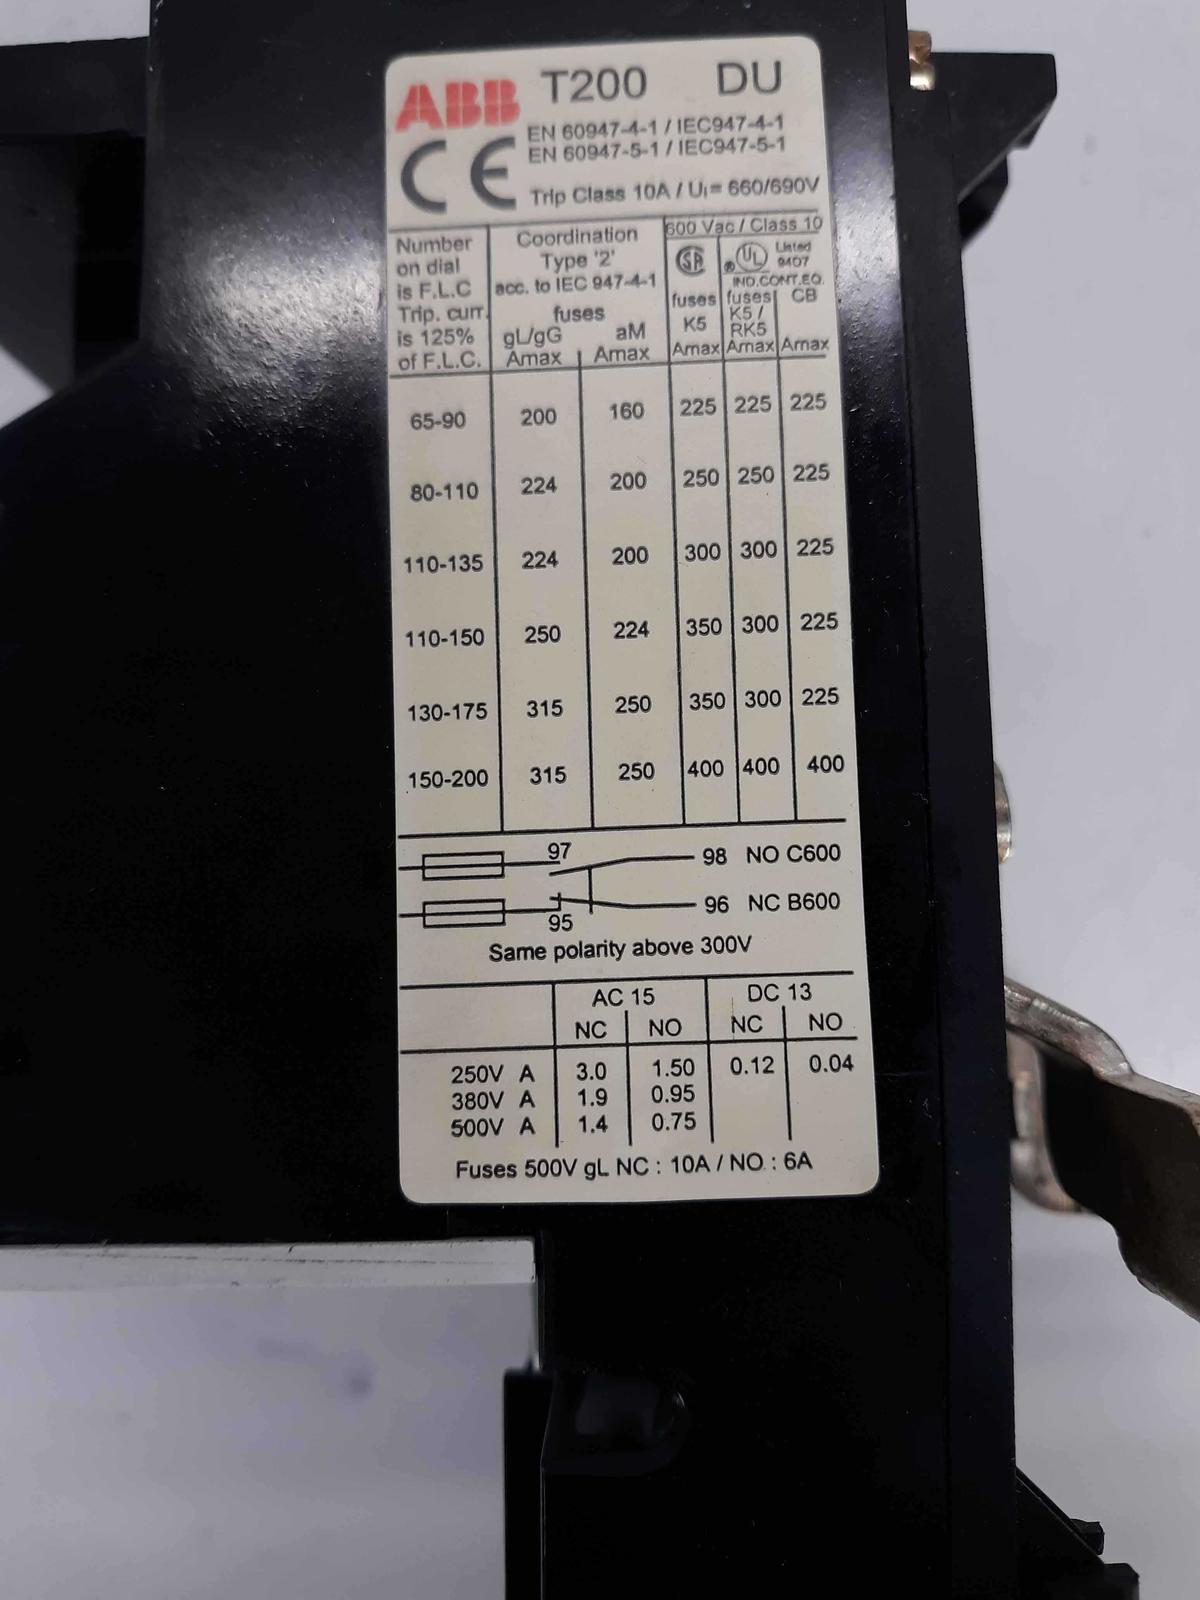 ABB T200 DU
CE
EN 60947-4-1 / IEC947-4-1
EN 60947-5-1 / IEC947-5-1
Trip Class 10A / Ui= 660/690V
Number
on dial
is F.L.C
Trip. curr.
is 125%
of F.L.C.
Coordination
Type '2'
acc. to IEC 947-4-1
fuses
gL/gG aM
Amax Amax
600 Vac / Class 10
SA
fuses
K5
Amax
UL Listed
® 94D7
IND.CONT.EQ.
fuses CB
K5 /
RK5
Amax Amax
65-90 200 160 225 225 225
80-110 224 200 250 250 225
110-135 224 200 300 300 225
110-150 250 224 350 300 225
130-175 315 250 350 300 225
150-200 315 250 400 400 400
97 98 NO C600
95 96 NC B600
Same polarity above 300V
AC 15 DC 13
NC NO NC NO
250V A 3.0 1.50 0.12 0.04
380V A 1.9 0.95
500V A 1.4 0.75
Fuses 500V gL NC : 10A / NO : 6A